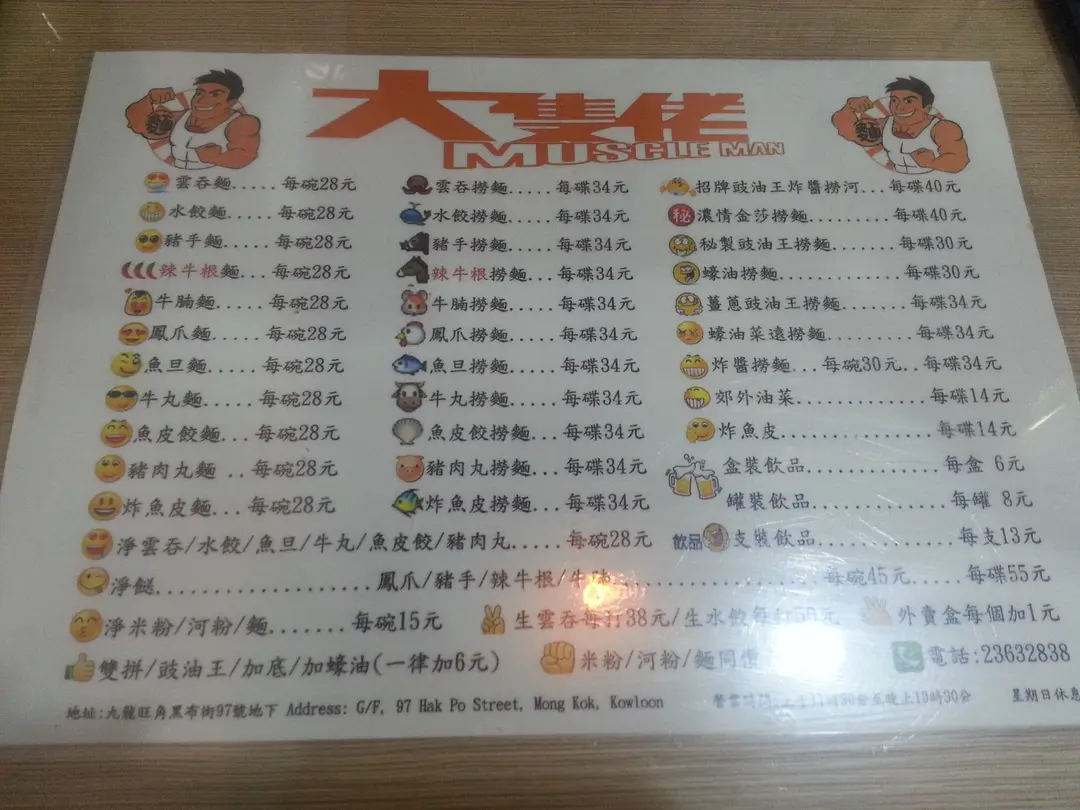 大隻佬
MUSCLE MAN
麵
麵
雲吞麵..... 每碗28元
水餃麵..... 每碗28元
豬手麵..... 每碗28元
辣牛根麵... 每碗28元
牛腩麵..... 每碗28元
鳳爪麵..... 每碗28元
魚旦麵..... 每碗28元
牛丸麵..... 每碗28元
魚皮餃麵... 每碗28元
豬肉丸麵 .. 每碗28元
炸魚皮麵... 每碗28元
雲吞撈麵..... 每碟34元
水餃撈麵..... 每碟34元
豬手撈麵..... 每碟34元
辣牛根撈麵... 每碟34元
牛腩撈麵..... 每碟34元
鳳爪撈麵..... 每碟34元
魚旦撈麵..... 每碟34元
牛丸撈麵..... 每碟34元
魚皮餃撈麵... 每碟34元
豬肉丸撈麵... 每碟34元
炸魚皮撈麵... 每碟34元
招牌豉油王炸醬撈河... 每碟40元
秘 濃情金莎撈麵......... 每碟40元
秘製豉油王撈麵....... 每碟30元
蠔油撈麵............. 每碟30元
薑蔥豉油王撈麵....... 每碟34元
蠔油菜遠撈麵......... 每碟34元
炸醬撈麵... 每碗30元.. 每碟34元
郊外油菜............. 每碟14元
炸魚皮............... 每碟14元
盒裝飲品............. 每盒 6元
罐裝飲品............. 每罐 8元
飲品 支裝飲品............. 每支13元
淨雲吞/水餃/魚旦/牛丸/魚皮餃/豬肉丸..... 每碗28元
淨餸.................... 鳳爪/豬手/辣牛根/牛腩............ 每碗45元..... 每碟55元
淨米粉/河粉/麵....... 每碗15元
生雲吞每打38元/生水餃每打 元
外賣盒每個加1元
雙拼/豉油王/加底/加蠔油(一律加6元)
米粉/河粉/麵同價
電話:23632838
地址:九龍旺角黑布街97號地下 Address: G/F, 97 Hak Po Street, Mong Kok, Kowloon
營業時間: 30分至晚上10時30分
星期日休息